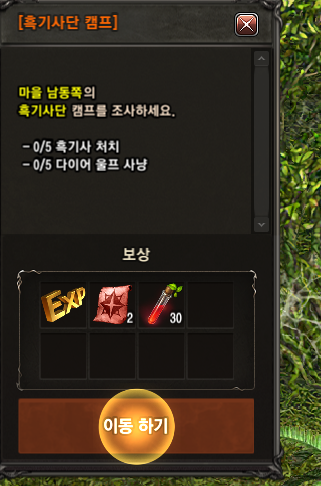 [흑기사단 캠프]
마을 남동쪽의
흑기사단 캠프를 조사하세요.
- 0/5 흑기사 처치
- 0/5 다이어 울프 사냥
보상
EXP 2 30
이동 하기